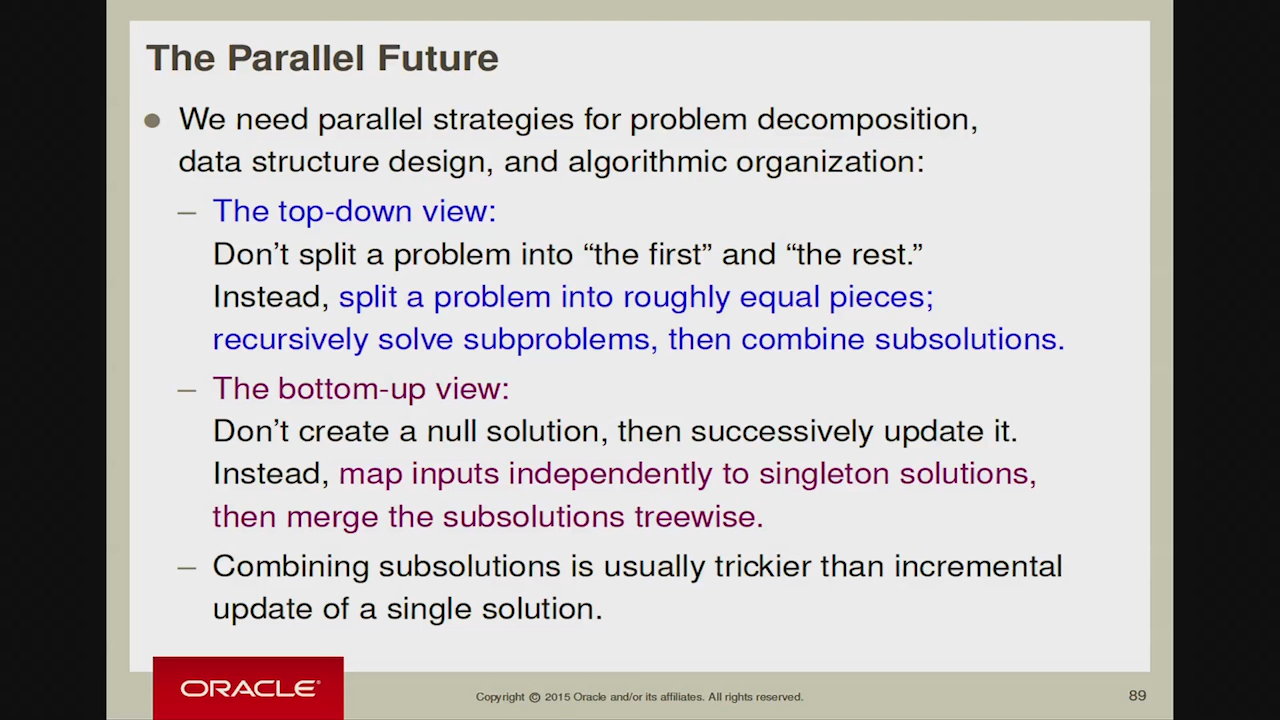 The Parallel Future
● We need parallel strategies for problem decomposition,
data structure design, and algorithmic organization:
– The top-down view:
Don’t split a problem into “the first” and “the rest.”
Instead, split a problem into roughly equal pieces;
recursively solve subproblems, then combine subsolutions.
– The bottom-up view:
Don’t create a null solution, then successively update it.
Instead, map inputs independently to singleton solutions,
then merge the subsolutions treewise.
– Combining subsolutions is usually trickier than incremental
update of a single solution.
ORACLE®
Copyright © 2015 Oracle and/or its affiliates. All rights reserved.
89